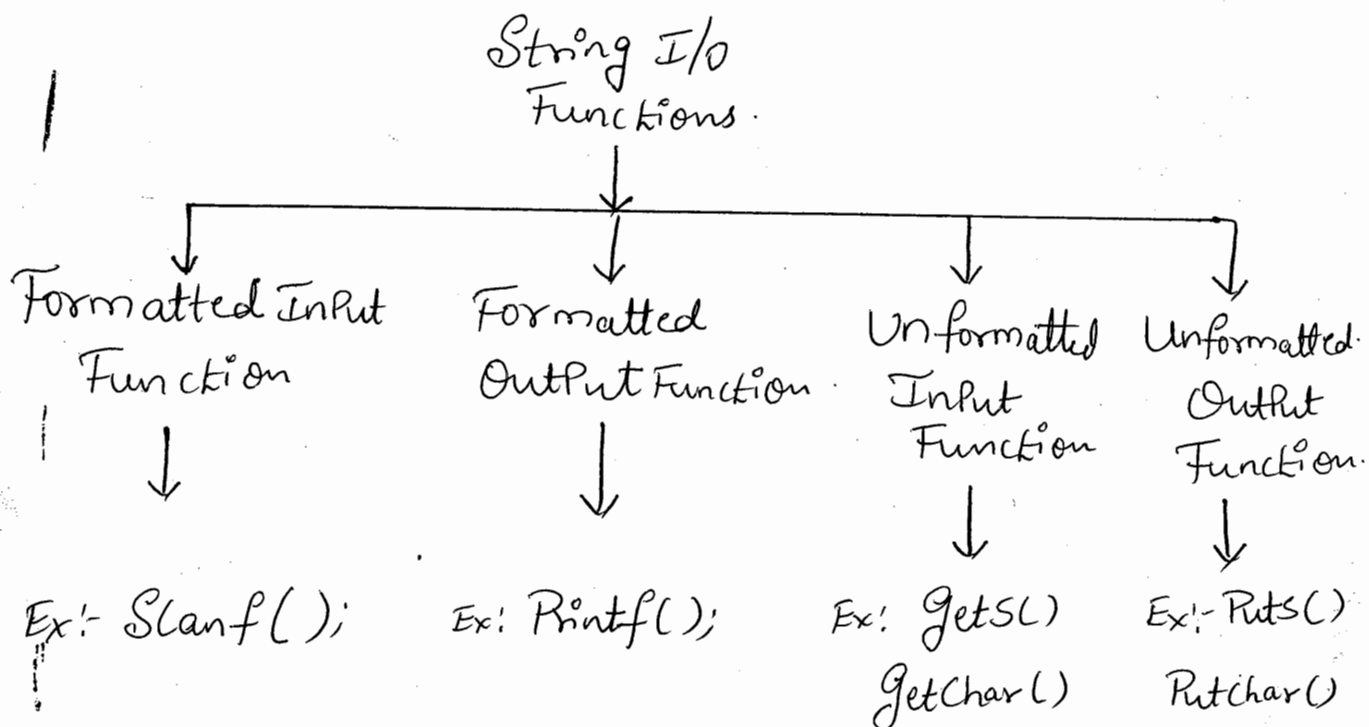 String I/O
Functions.
Formatted Input
Function
Formatted
Output Function.
Unformatted
Input
Function
Unformatted.
Output
Function.
Ex:- Scanf();
Ex: Printf();
Ex: gets()
getchar()
Ex:- Puts()
Putchar()